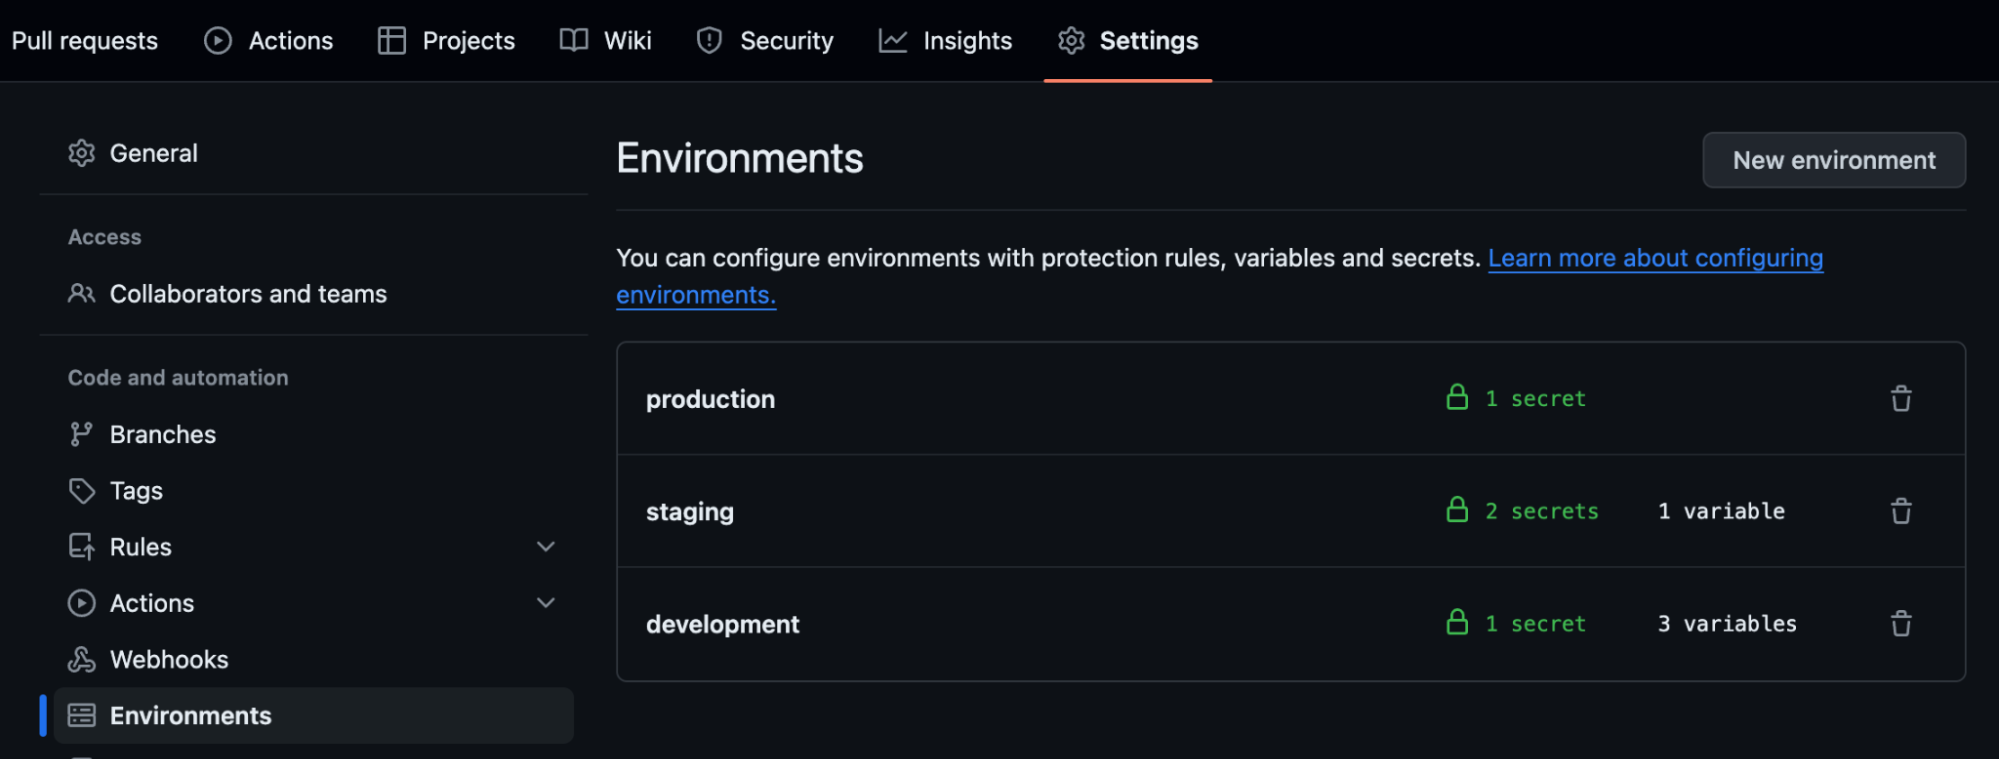 Pull requests Actions Projects Wiki Security Insights Settings
General
Access
Collaborators and teams
Code and automation
Branches
Tags
Rules
Actions
Webhooks
Environments
Environments
New environment
You can configure environments with protection rules, variables and secrets. Learn more about configuring
environments.
production 1 secret
staging 2 secrets 1 variable
development 1 secret 3 variables